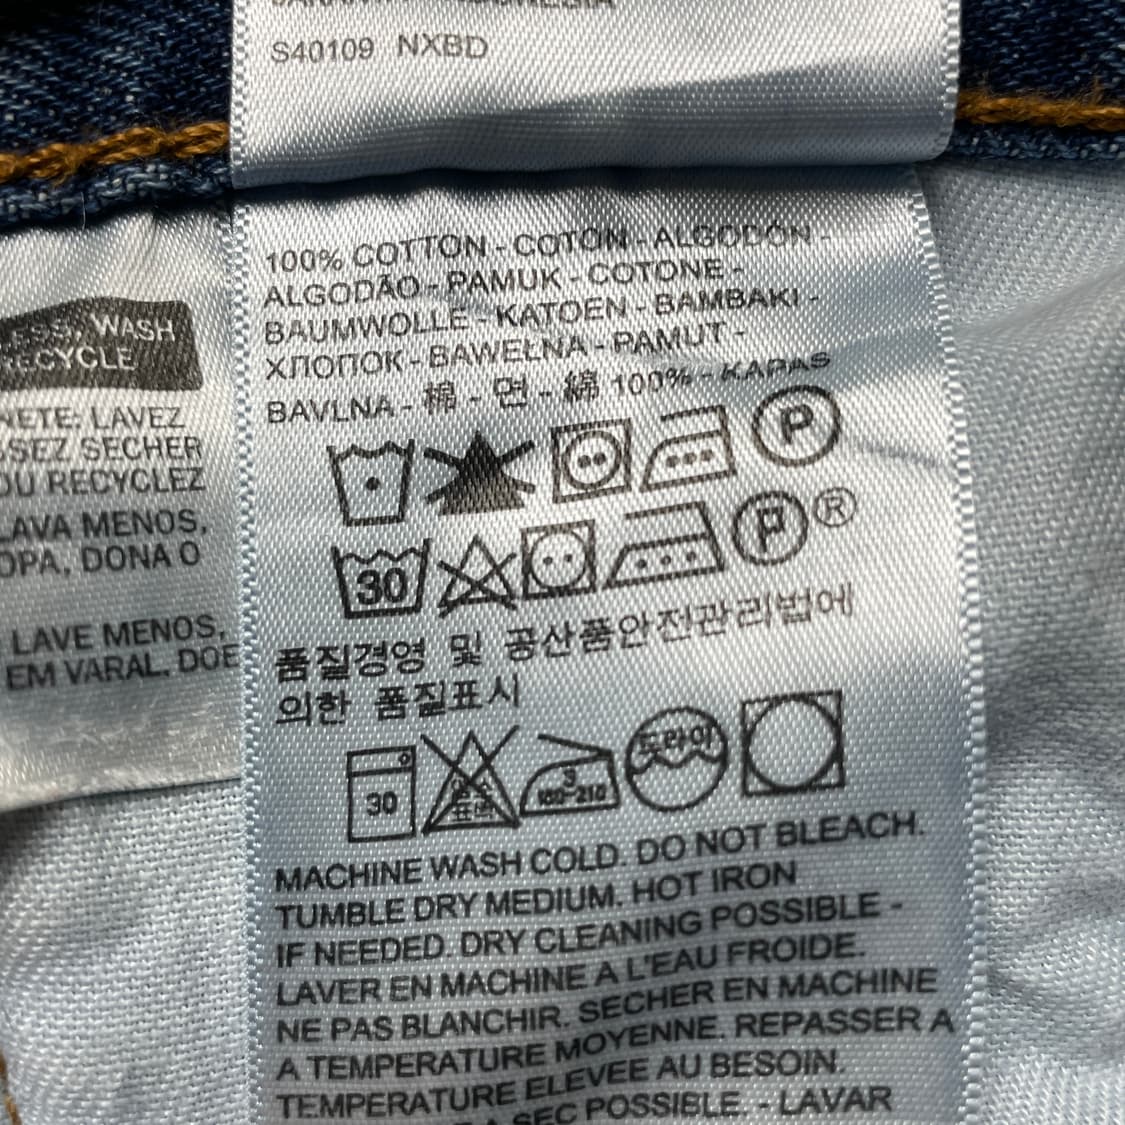 S40109 NXBD
100% COTTON - COTON - ALGODÓN -
ALGODÃO - PAMUK - COTONE -
BAUMWOLLE - KATOEN - BAMBAKI -
ХЛОПОК - BAWEŁNA - PAMUT -
BAVLNA - 棉 - 면 - 綿 100% - KAPAS
P
30 P ®
품질경영 및 공산품안전관리법에
의한 품질표시
30 표백 3 180-210 드라이
MACHINE WASH COLD. DO NOT BLEACH.
TUMBLE DRY MEDIUM. HOT IRON
IF NEEDED. DRY CLEANING POSSIBLE -
LAVER EN MACHINE A L'EAU FROIDE.
NE PAS BLANCHIR. SECHER EN MACHINE
A TEMPERATURE MOYENNE. REPASSER A
TEMPERATURE ELEVEE AU BESOIN.
A SEC POSSIBLE. - LAVAR
WASH
RECYCLE
LAVEZ
SECHER
OU RECYCLEZ
LAVA MENOS,
DONA O
LAVE MENOS,
EM VARAL, DOE